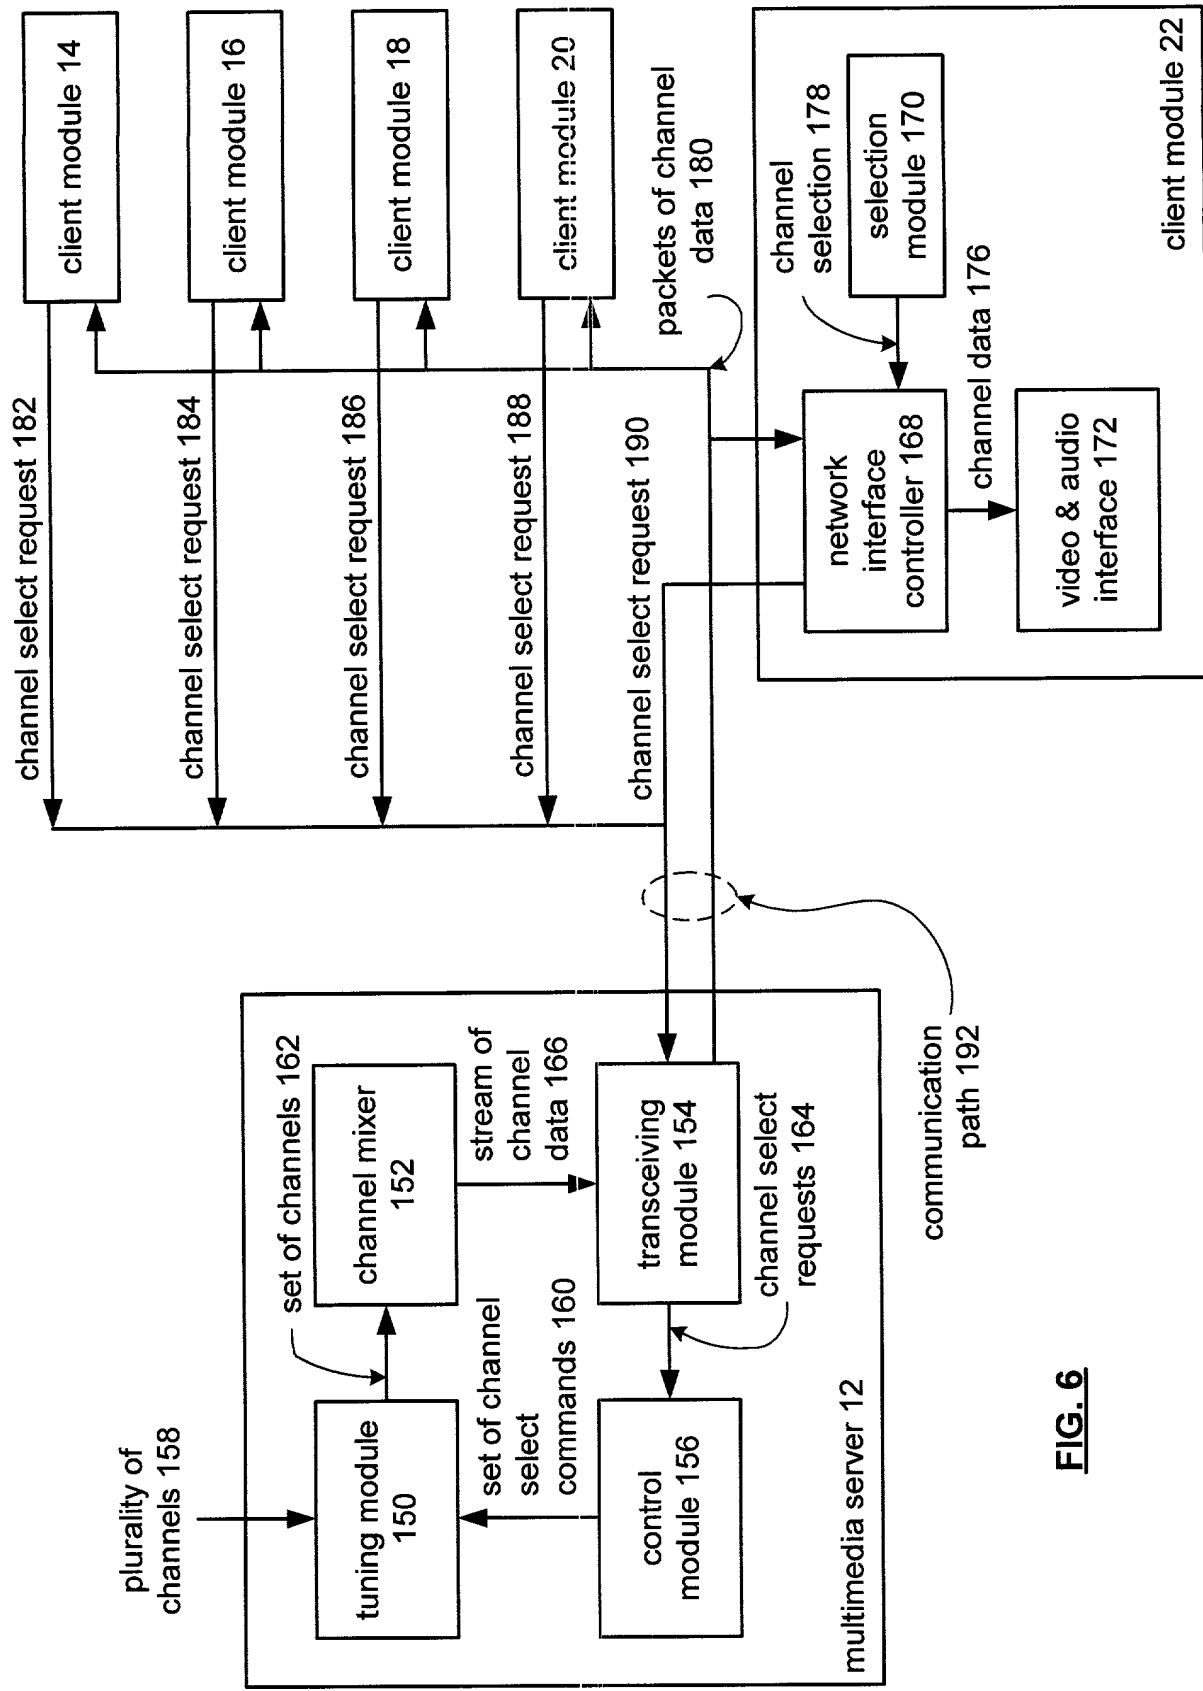 plurality of
channels 158
tuning module
150
set of channels 162
channel mixer
152
set of channel
select
commands 160
stream of
channel
data 166
control
module 156
transceiving
module 154
channel select
requests 164
multimedia server 12
communication
path 192
channel select request 182
channel select request 184
channel select request 186
channel select request 188
channel select request 190
client module 14
client module 16
client module 18
client module 20
packets of channel
data 180
channel
selection 178
selection
module 170
network
interface
controller 168
channel data 176
video & audio
interface 172
client module 22
FIG. 6